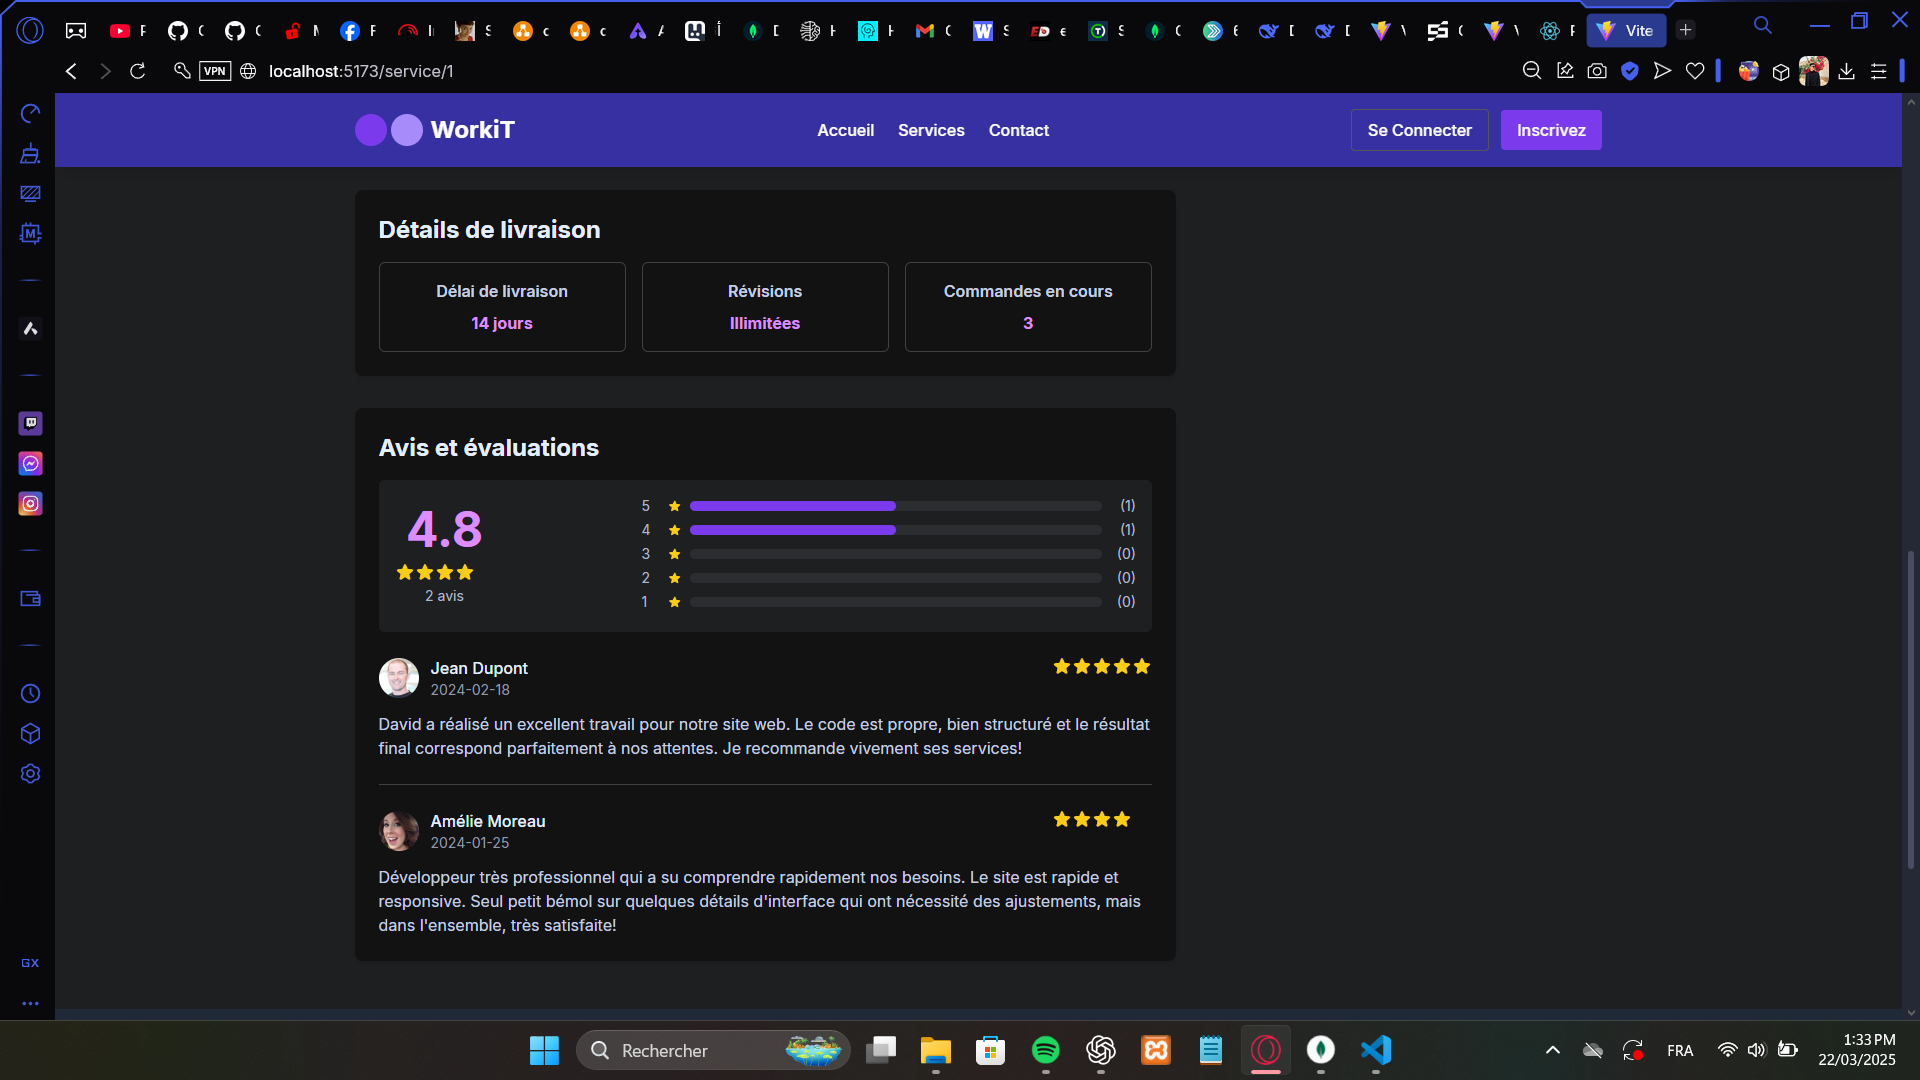 Vite
VPN
localhost:5173/service/1
WorkiT
Accueil
Services
Contact
Se Connecter
Inscrivez
Détails de livraison
Délai de livraison
14 jours
Révisions
Illimitées
Commandes en cours
3
Avis et évaluations
4.8
2 avis
5 (1)
4 (1)
3 (0)
2 (0)
1 (0)
Jean Dupont
2024-02-18
David a réalisé un excellent travail pour notre site web. Le code est propre, bien structuré et le résultat
final correspond parfaitement à nos attentes. Je recommande vivement ses services!
Amélie Moreau
2024-01-25
Développeur très professionnel qui a su comprendre rapidement nos besoins. Le site est rapide et
responsive. Seul petit bémol sur quelques détails d'interface qui ont nécessité des ajustements, mais
dans l'ensemble, très satisfaite!
GX
Rechercher
FRA
1:33 PM
22/03/2025